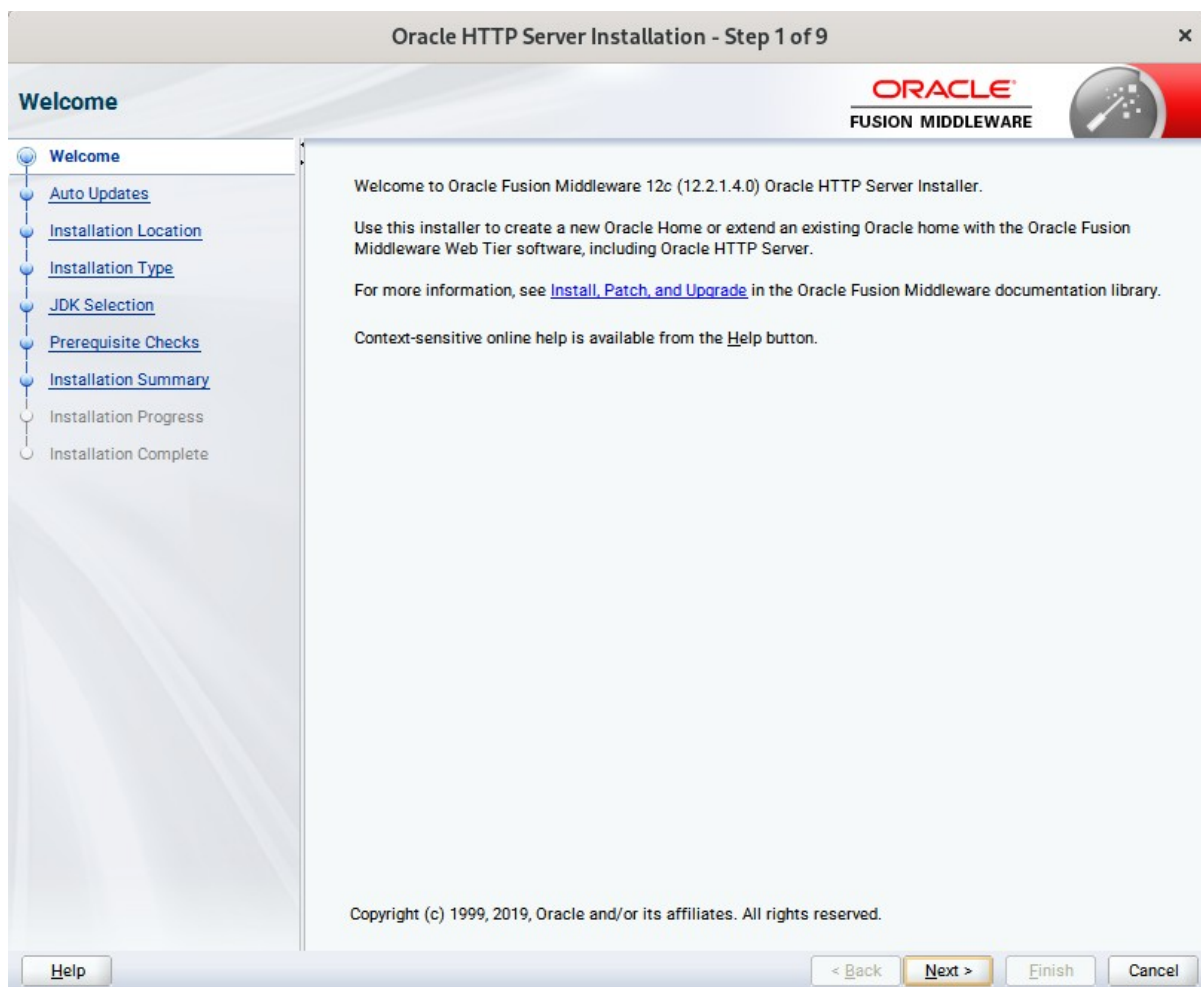 Oracle HTTP Server Installation - Step 1 of 9
×
Welcome
ORACLE
FUSION MIDDLEWARE
Welcome
Auto Updates
Installation Location
Installation Type
JDK Selection
Prerequisite Checks
Installation Summary
Installation Progress
Installation Complete
Welcome to Oracle Fusion Middleware 12c (12.2.1.4.0) Oracle HTTP Server Installer.
Use this installer to create a new Oracle Home or extend an existing Oracle home with the Oracle Fusion
Middleware Web Tier software, including Oracle HTTP Server.
For more information, see Install, Patch, and Upgrade in the Oracle Fusion Middleware documentation library.
Context-sensitive online help is available from the Help button.
Copyright (c) 1999, 2019, Oracle and/or its affiliates. All rights reserved.
Help
< Back
Next >
Finish
Cancel